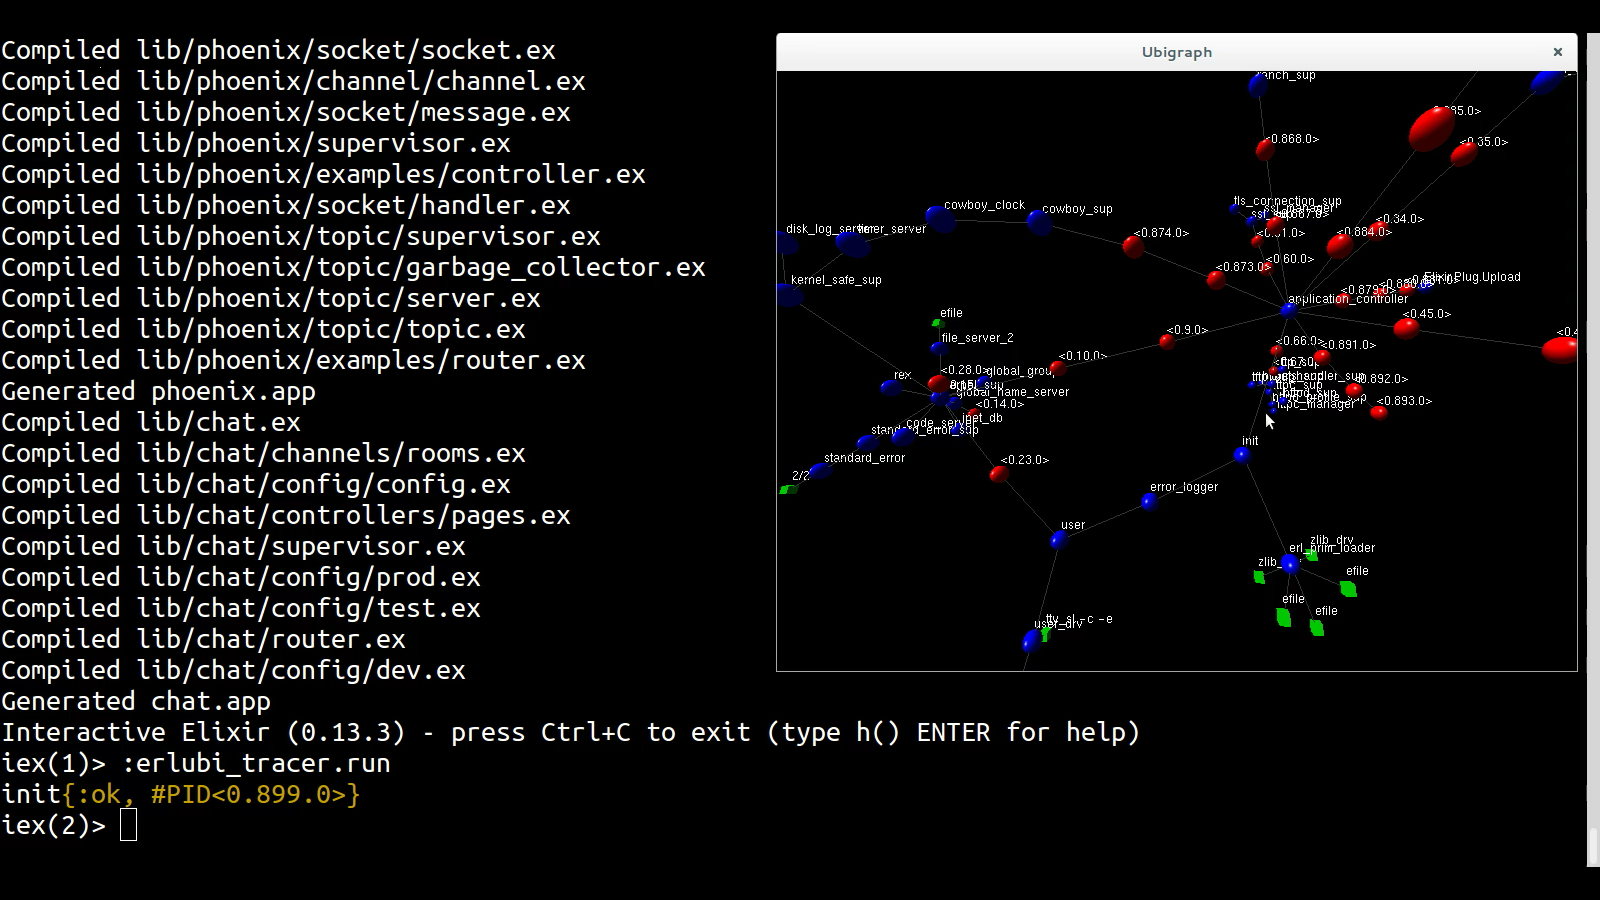 Compiled lib/phoenix/socket/socket.ex
Compiled lib/phoenix/channel/channel.ex
Compiled lib/phoenix/socket/message.ex
Compiled lib/phoenix/supervisor.ex
Compiled lib/phoenix/examples/controller.ex
Compiled lib/phoenix/socket/handler.ex
Compiled lib/phoenix/topic/supervisor.ex
Compiled lib/phoenix/topic/garbage_collector.ex
Compiled lib/phoenix/topic/server.ex
Compiled lib/phoenix/topic/topic.ex
Compiled lib/phoenix/examples/router.ex
Generated phoenix.app
Compiled lib/chat.ex
Compiled lib/chat/channels/rooms.ex
Compiled lib/chat/config/config.ex
Compiled lib/chat/controllers/pages.ex
Compiled lib/chat/supervisor.ex
Compiled lib/chat/config/prod.ex
Compiled lib/chat/config/test.ex
Compiled lib/chat/router.ex
Compiled lib/chat/config/dev.ex
Generated chat.app
Interactive Elixir (0.13.3) - press Ctrl+C to exit (type h() ENTER for help)
iex(1)> :erlubi_tracer.run
init{:ok, #PID<0.899.0>}
iex(2)>
Ubigraph
<0.868.0>
<0.35.0>
tls_connection_sup
cowboy_clock
cowboy_sup
<0.34.0>
disk_log_server
<0.874.0>
<0.884.0>
<0.60.0>
kernel_safe_sup
<0.873.0>
Elixir.Plug.Upload
application_controller
efile
<0.45.0>
file_server_2
<0.9.0>
<0.66.0>
<0.891.0>
<0.10.0>
rex
<0.28.0>
global_group
<0.892.0>
global_name_server
<0.14.0>
httpc_manager
<0.893.0>
inet_db
code_server
standard_error_sup
init
standard_error
<0.23.0>
2/2
error_logger
user
zlib_drv
erl_prim_loader
efile
efile
efile
tty_sl -c -e
user_drv